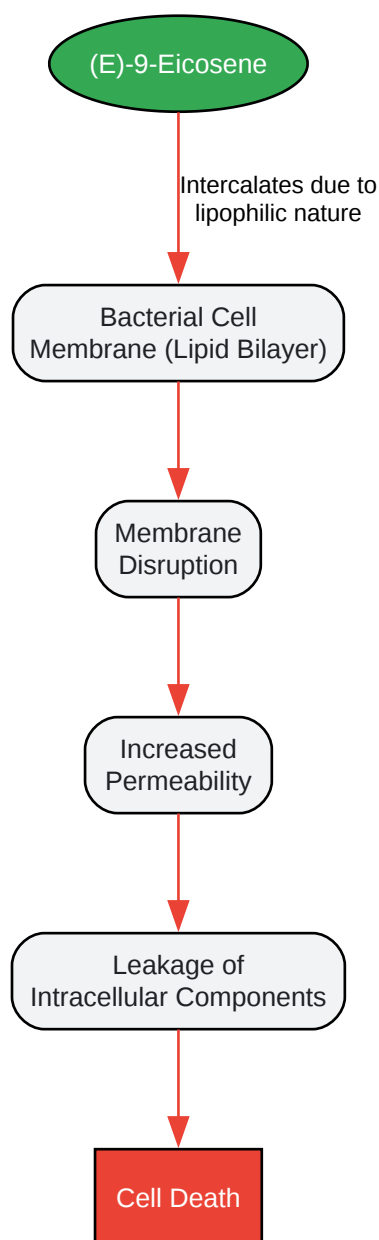 (E)-9-Eicosene
Intercalates due to
lipophilic nature
Bacterial Cell
Membrane (Lipid Bilayer)
Membrane
Disruption
Increased
Permeability
Leakage of
Intracellular Components
Cell Death